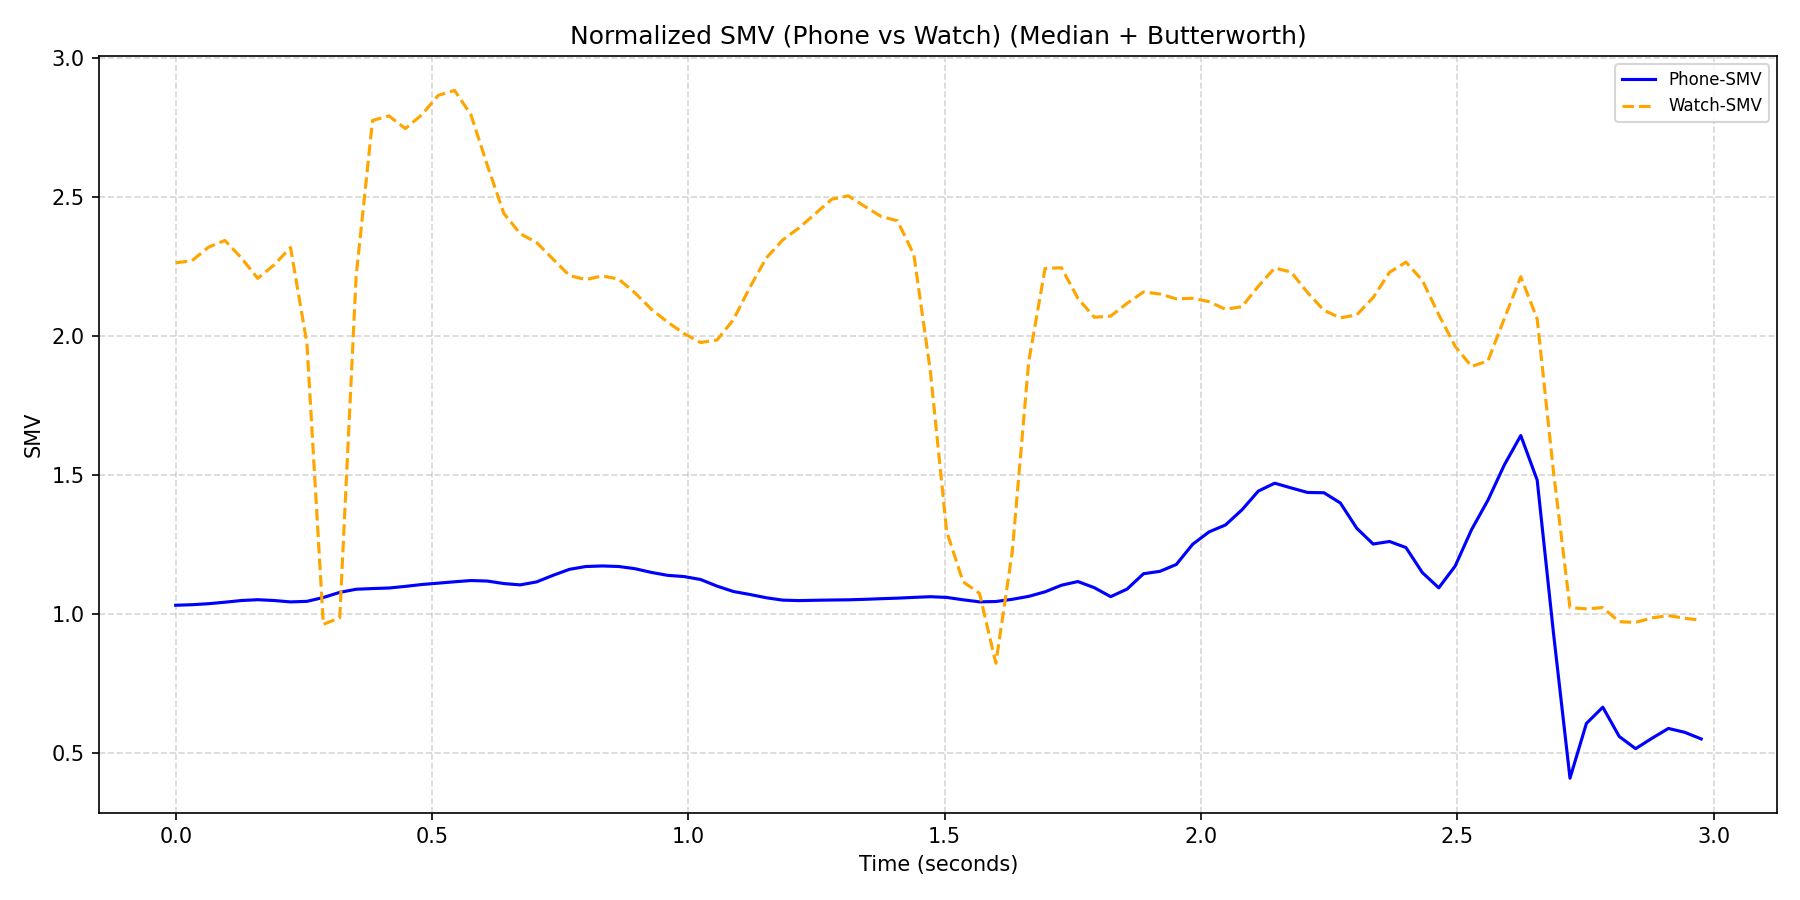 Normalized SMV (Phone vs Watch) (Median + Butterworth)
Phone-SMV
Watch-SMV
SMV
3.0
2.5
2.0
1.5
1.0
0.5
0.0 0.5 1.0 1.5 2.0 2.5 3.0
Time (seconds)